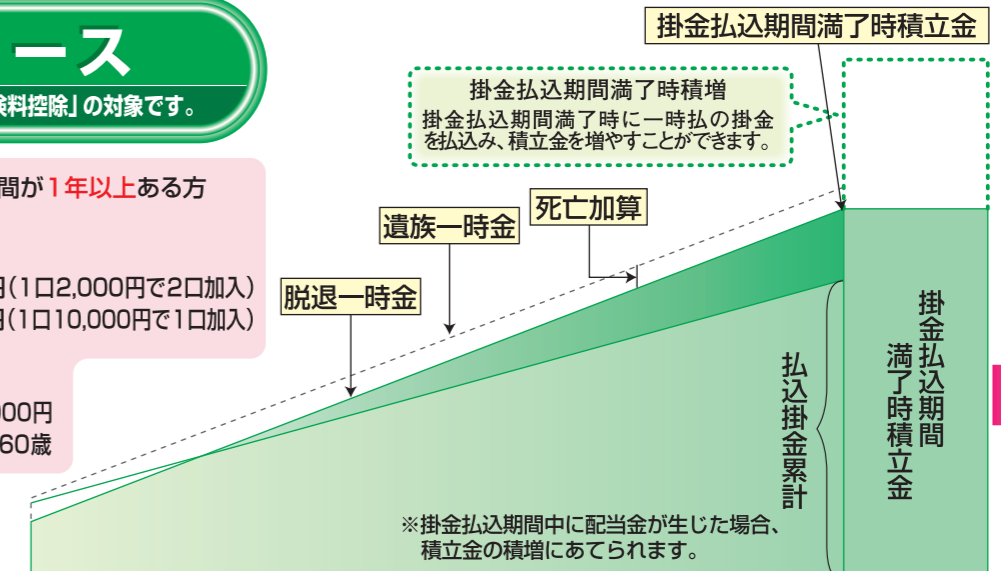 ース
料控除」の対象です。
間が1年以上ある方
円(1口2,000円で2口加入)
円(1口10,000円で1口加入)
000円
60歳
掛金払込期間満了時積立金
掛金払込期間満了時積増
掛金払込期間満了時に一時払の掛金
を払込み、積立金を増やすことができます。
死亡加算
遺族一時金
脱退一時金
払込掛金累計
掛金払込期間
満了時積立金
※掛金払込期間中に配当金が生じた場合、
積立金の積増にあてられます。